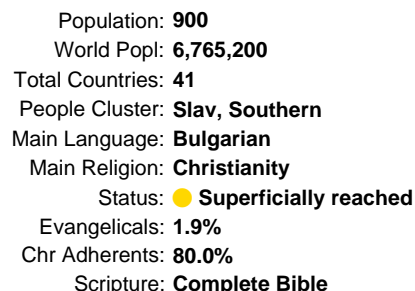 Population: 900
World Popl: 6,765,200
Total Countries: 41
People Cluster: Slav, Southern
Main Language: Bulgarian
Main Religion: Christianity
Status: Superficially reached
Evangelicals: 1.9%
Chr Adherents: 80.0%
Scripture: Complete Bible